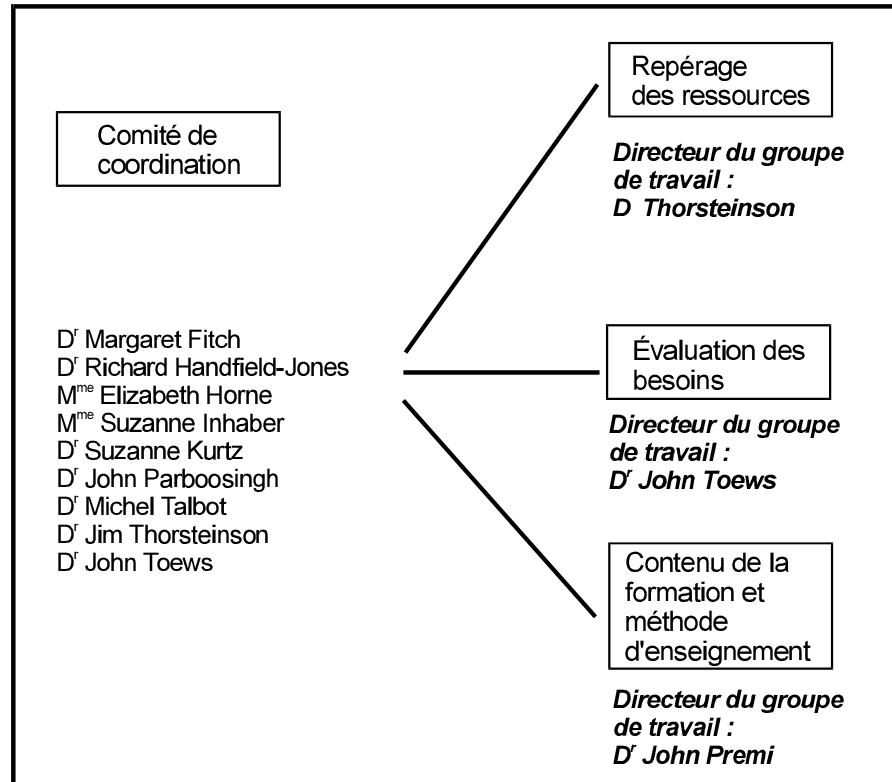 Comité de
coordination
Dr Margaret Fitch
Dr Richard Handfield-Jones
Mme Elizabeth Horne
Mme Suzanne Inhaber
Dr Suzanne Kurtz
Dr John Parboosingh
Dr Michel Talbot
Dr Jim Thorsteinson
Dr John Toews
Repérage
des ressources
Directeur du groupe
de travail :
D Thorsteinson
Évaluation des
besoins
Directeur du groupe
de travail :
Dr John Toews
Contenu de la
formation et
méthode
d'enseignement
Directeur du groupe
de travail :
Dr John Premi